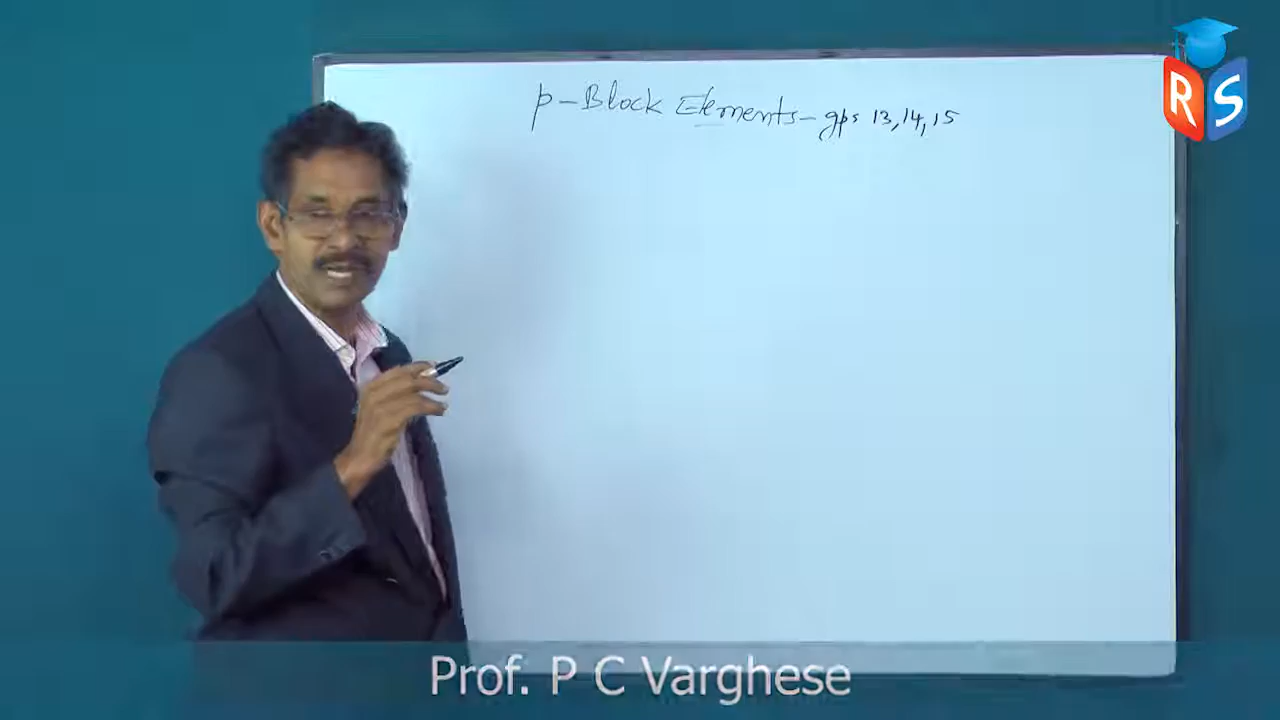 p-Block Elements - gps 13, 14, 15
RS
Prof. P C Varghese